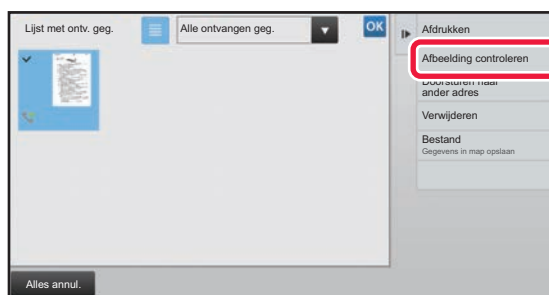 Lijst met ontv. geg.
Alle ontvangen geg.
OK
Afdrukken
Afbeelding controleren
Doorsturen naar
ander adres
Verwijderen
Bestand
Gegevens in map opslaan
Alles annul.